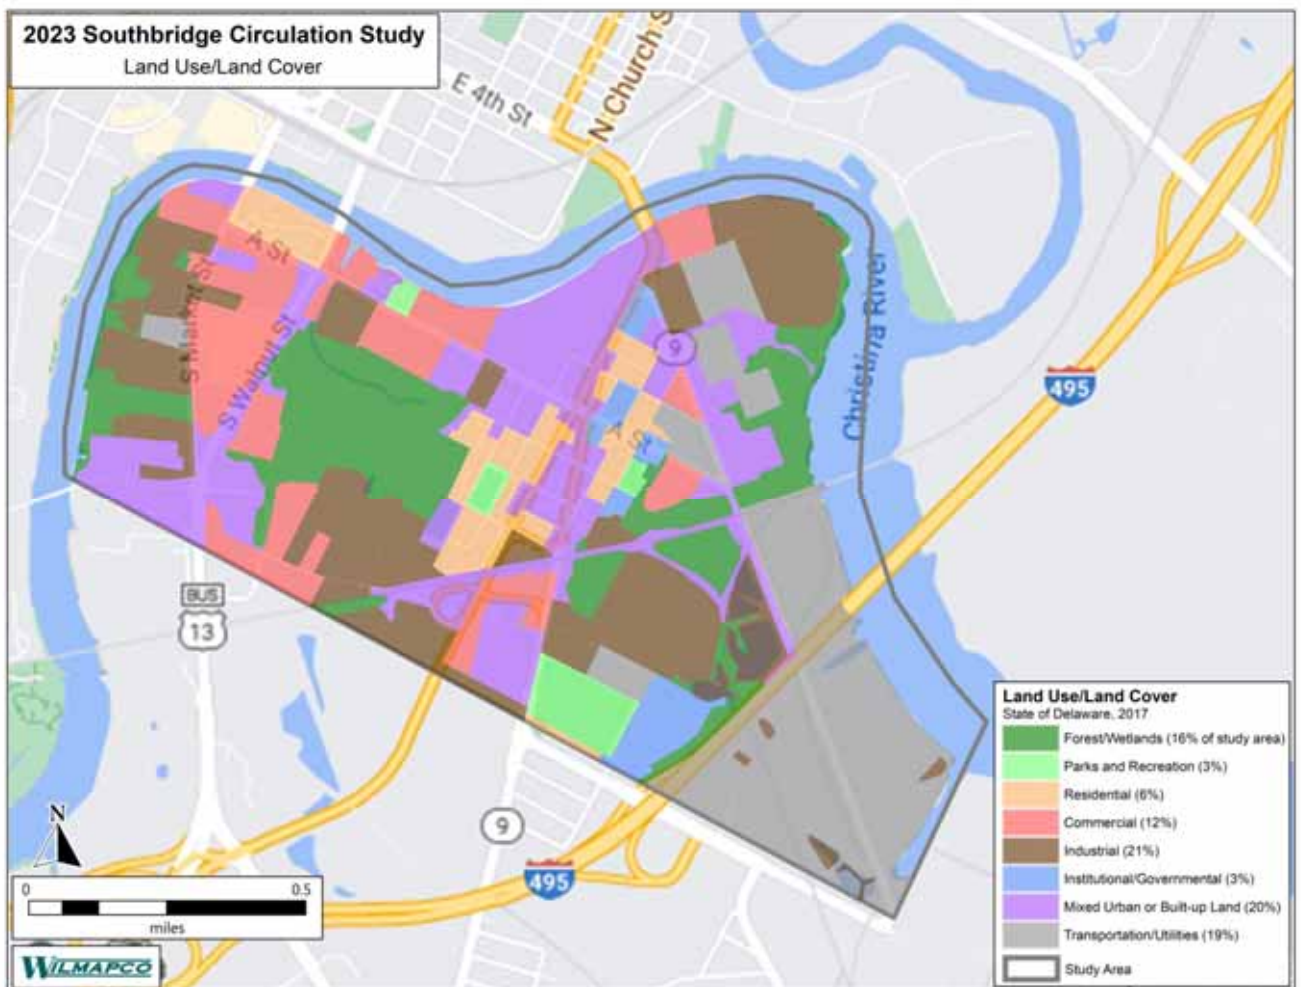 2023 Southbridge Circulation Study
Land Use/Land Cover
E 4th St
N Church S
A St
S Market St
S Walnut St
9
A St
Christina River
495
BUS
13
9
495
N
0 0.5
miles
WILMAPCO
Land Use/Land Cover
State of Delaware, 2017
Forest/Wetlands (16% of study area)
Parks and Recreation (3%)
Residential (6%)
Commercial (12%)
Industrial (21%)
Institutional/Governmental (3%)
Mixed Urban or Built-up Land (20%)
Transportation/Utilities (19%)
Study Area